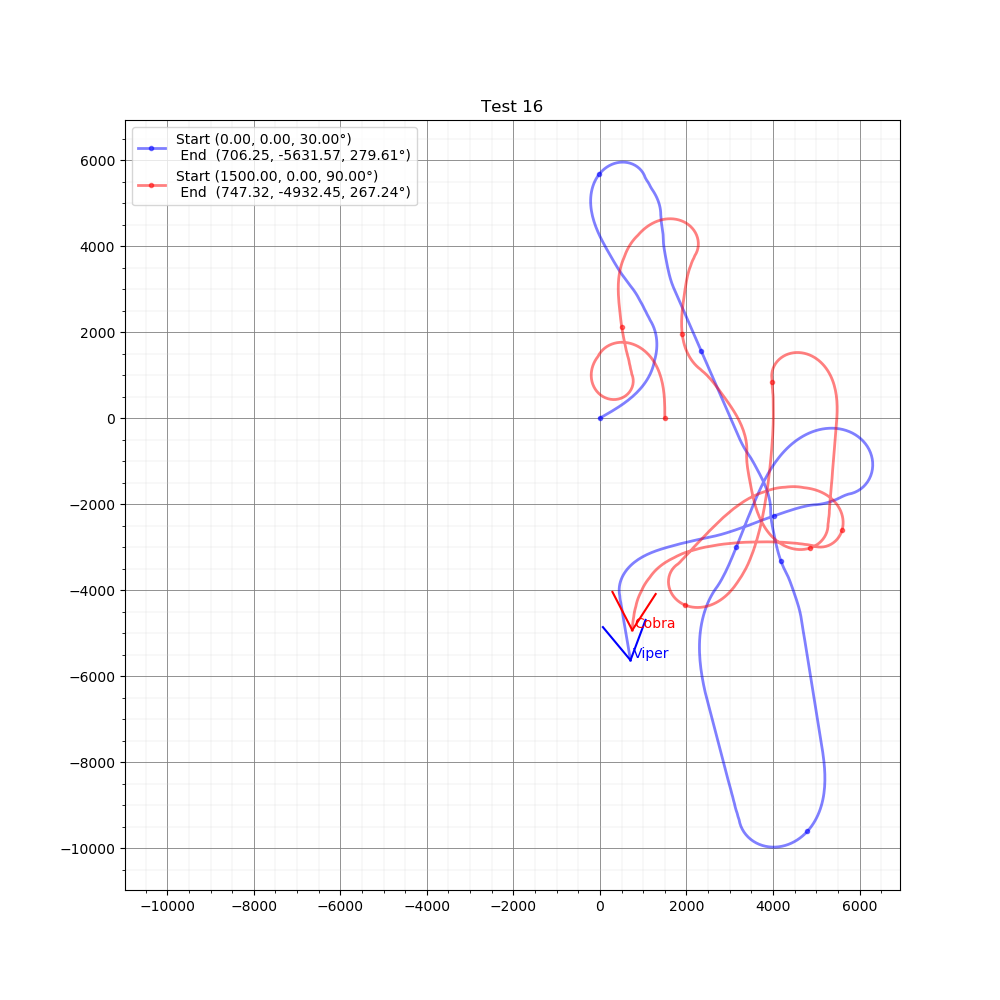 Test 16
Start (0.00, 0.00, 30.00°)
End (706.25, -5631.57, 279.61°)
Start (1500.00, 0.00, 90.00°)
End (747.32, -4932.45, 267.24°)
6000
4000
2000
0
−2000
−4000
−6000
−8000
−10000
Cobra
Viper
−10000 −8000 −6000 −4000 −2000 0 2000 4000 6000